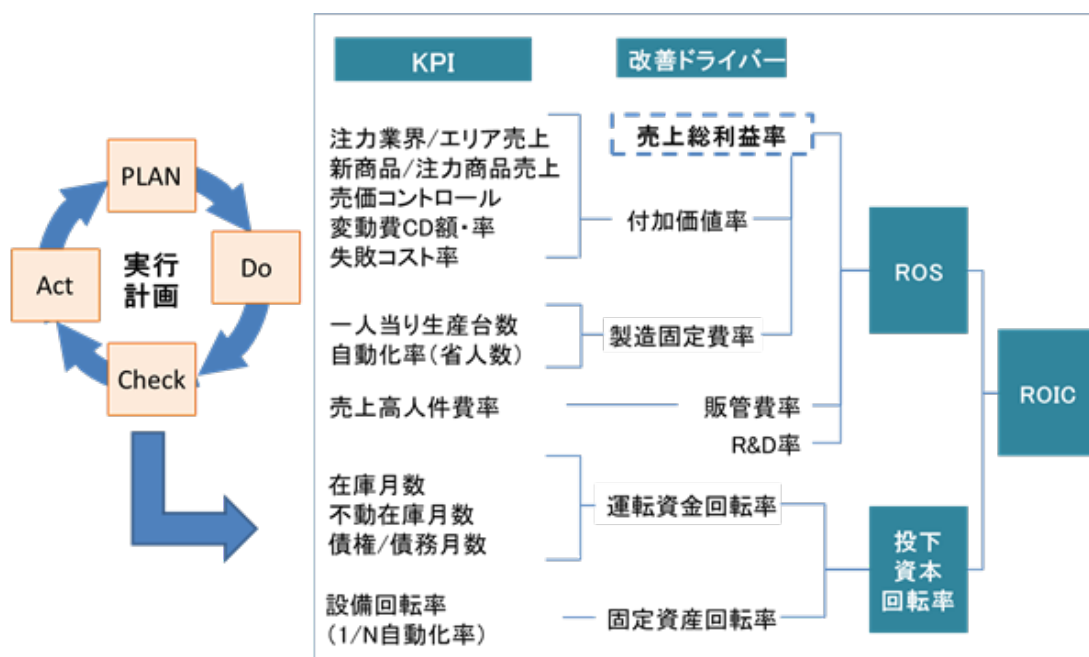 PLAN
Do
Check
Act
実行
計画
KPI
改善ドライバー
注力業界/エリア売上
新商品/注力商品売上
売価コントロール
変動費CD額・率
失敗コスト率
一人当り生産台数
自動化率(省人数)
売上高人件費率
在庫月数
不動在庫月数
債権/債務月数
設備回転率
(1/N自動化率)
売上総利益率
付加価値率
製造固定費率
販管費率
R&D率
運転資金回転率
固定資産回転率
ROS
投下
資本
回転率
ROIC